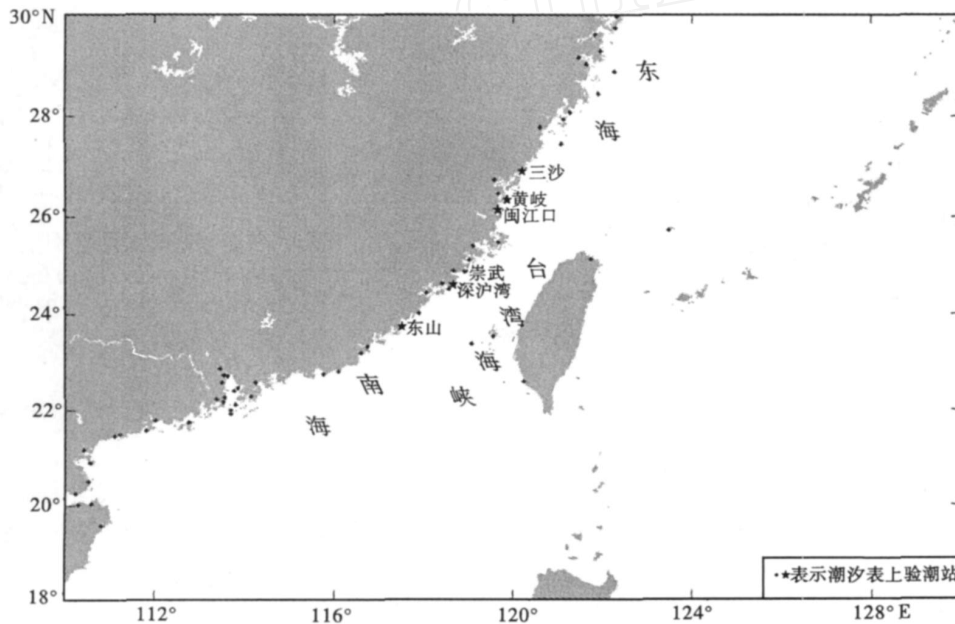 30°N
28°
26°
24°
22°
20°
18°
112°
116°
120°
124°
128°E
东海
三沙
黄岐
闽江口
崇武
深沪湾
东山
台湾海峡
南海
·★表示潮汐表上验潮站